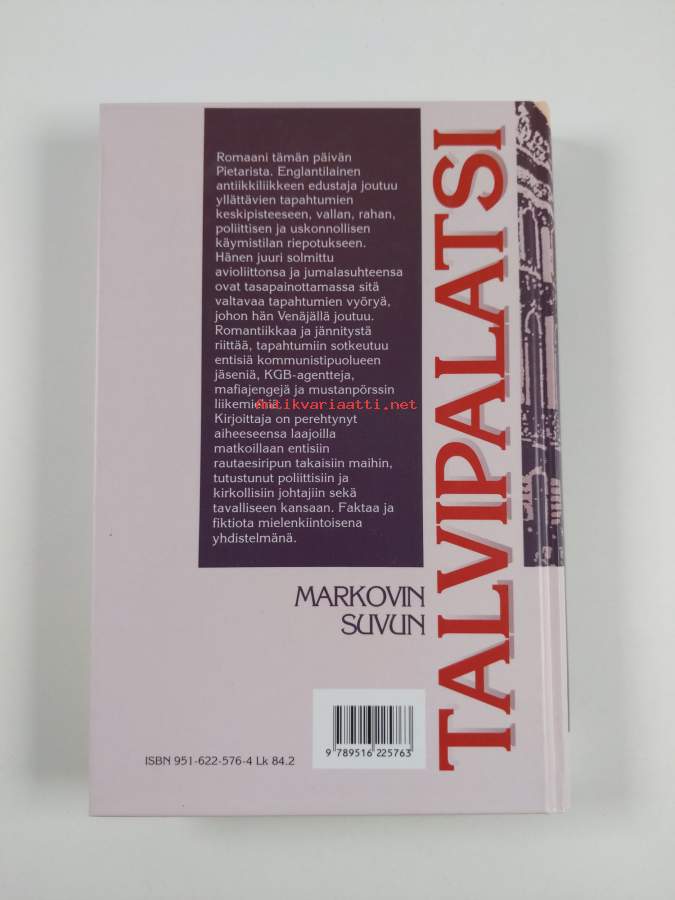 Romaani tämän päivän
Pietarista. Englantilainen
antiikkiliikkeen edustaja joutuu
yllättävien tapahtumien
keskipisteeseen, vallan, rahan,
poliittisen ja uskonnollisen
käymistilan riepotukseen.
Hänen juuri solmittu
avioliittonsa ja jumalasuhteensa
ovat tasapainottamassa sitä
valtavaa tapahtumien vyöryä,
johon hän Venäjällä joutuu.
Romantiikkaa ja jännitystä
riittää, tapahtumiin sotkeutuu
entisiä kommunistipuolueen
jäseniä, KGB-agentteja,
mafiajengejä ja mustanpörssin
Antikvariaatti.net
Kirjoittaja on perehtynyt
aiheeseensa laajoilla
matkoillaan entisiin
rautaesiripun takaisiin maihin,
tutustunut poliittisiin ja
kirkollisiin johtajiin sekä
tavalliseen kansaan. Faktaa ja
fiktiota mielenkiintoisena
yhdistelmänä.
MARKOVIN
SUVUN
TALVIPALATSI
ISBN 951-622-576-4 Lk 84.2
9 789516 225763